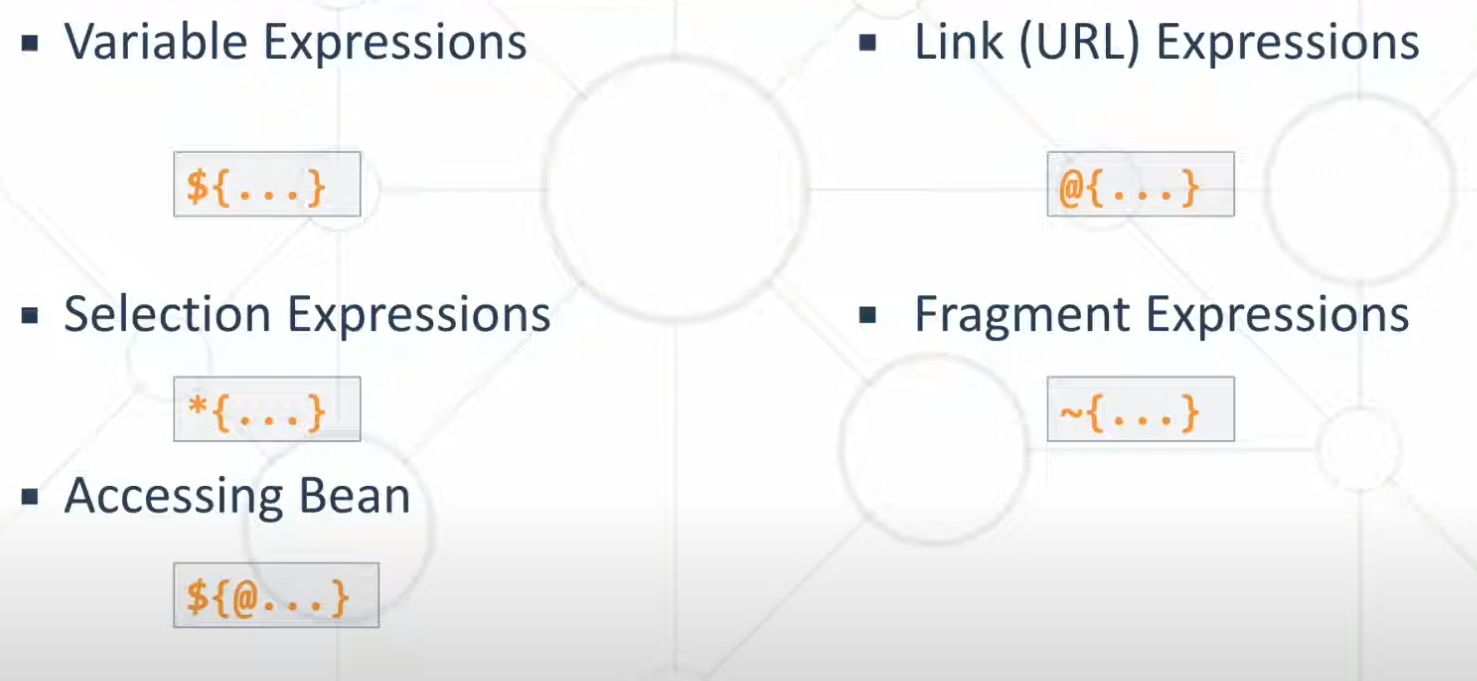 ▪ Variable Expressions
${...}
▪ Selection Expressions
*{...}
▪ Accessing Bean
${@...}
▪ Link (URL) Expressions
@{...}
▪ Fragment Expressions
~{...}